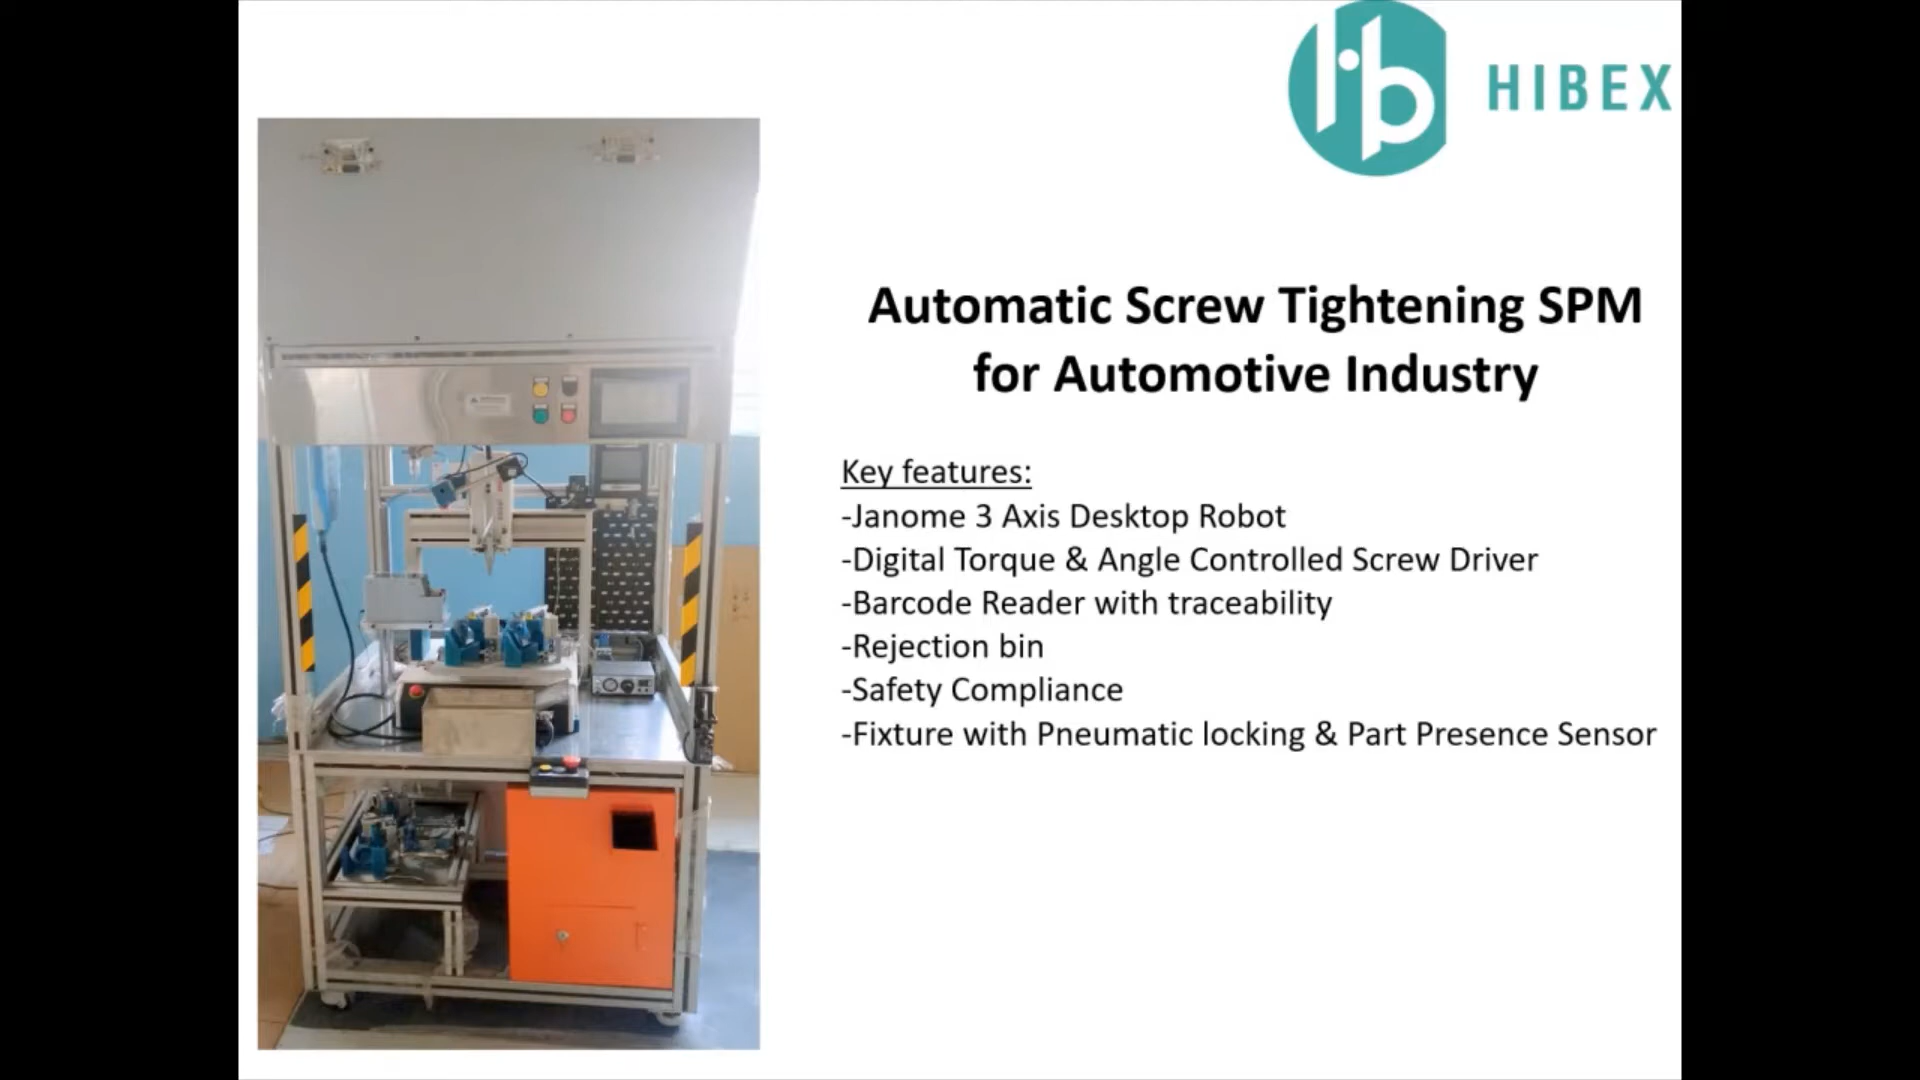 HIBEX
Automatic Screw Tightening SPM
for Automotive Industry
Key features:
-Janome 3 Axis Desktop Robot
-Digital Torque & Angle Controlled Screw Driver
-Barcode Reader with traceability
-Rejection bin
-Safety Compliance
-Fixture with Pneumatic locking & Part Presence Sensor